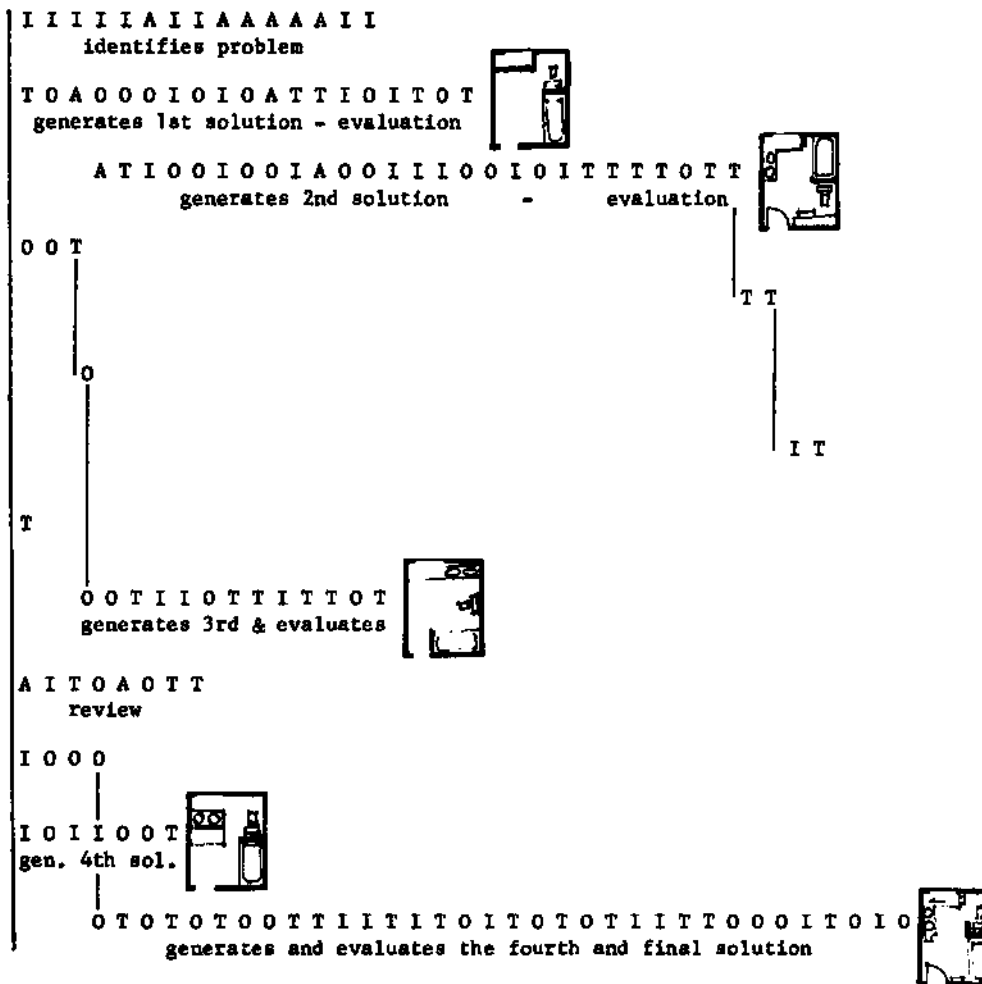 I I I I I A I I A A A A A I I
identifies problem
T O A O O O I O I O A T T I O I T O T
generates 1st solution - evaluation
A T I O O I O O I A O O I I I O O I O I T T T T O T T
generates 2nd solution - evaluation
O O T
T T
O
I T
T
O O T I I O T T I T T O T
generates 3rd & evaluates
A I T O A O T T
review
I O O O
I O I I O O T
gen. 4th sol.
O T O T O T O O T T I I T I T O I T O T O T I I T T O O O I T O I O
generates and evaluates the fourth and final solution